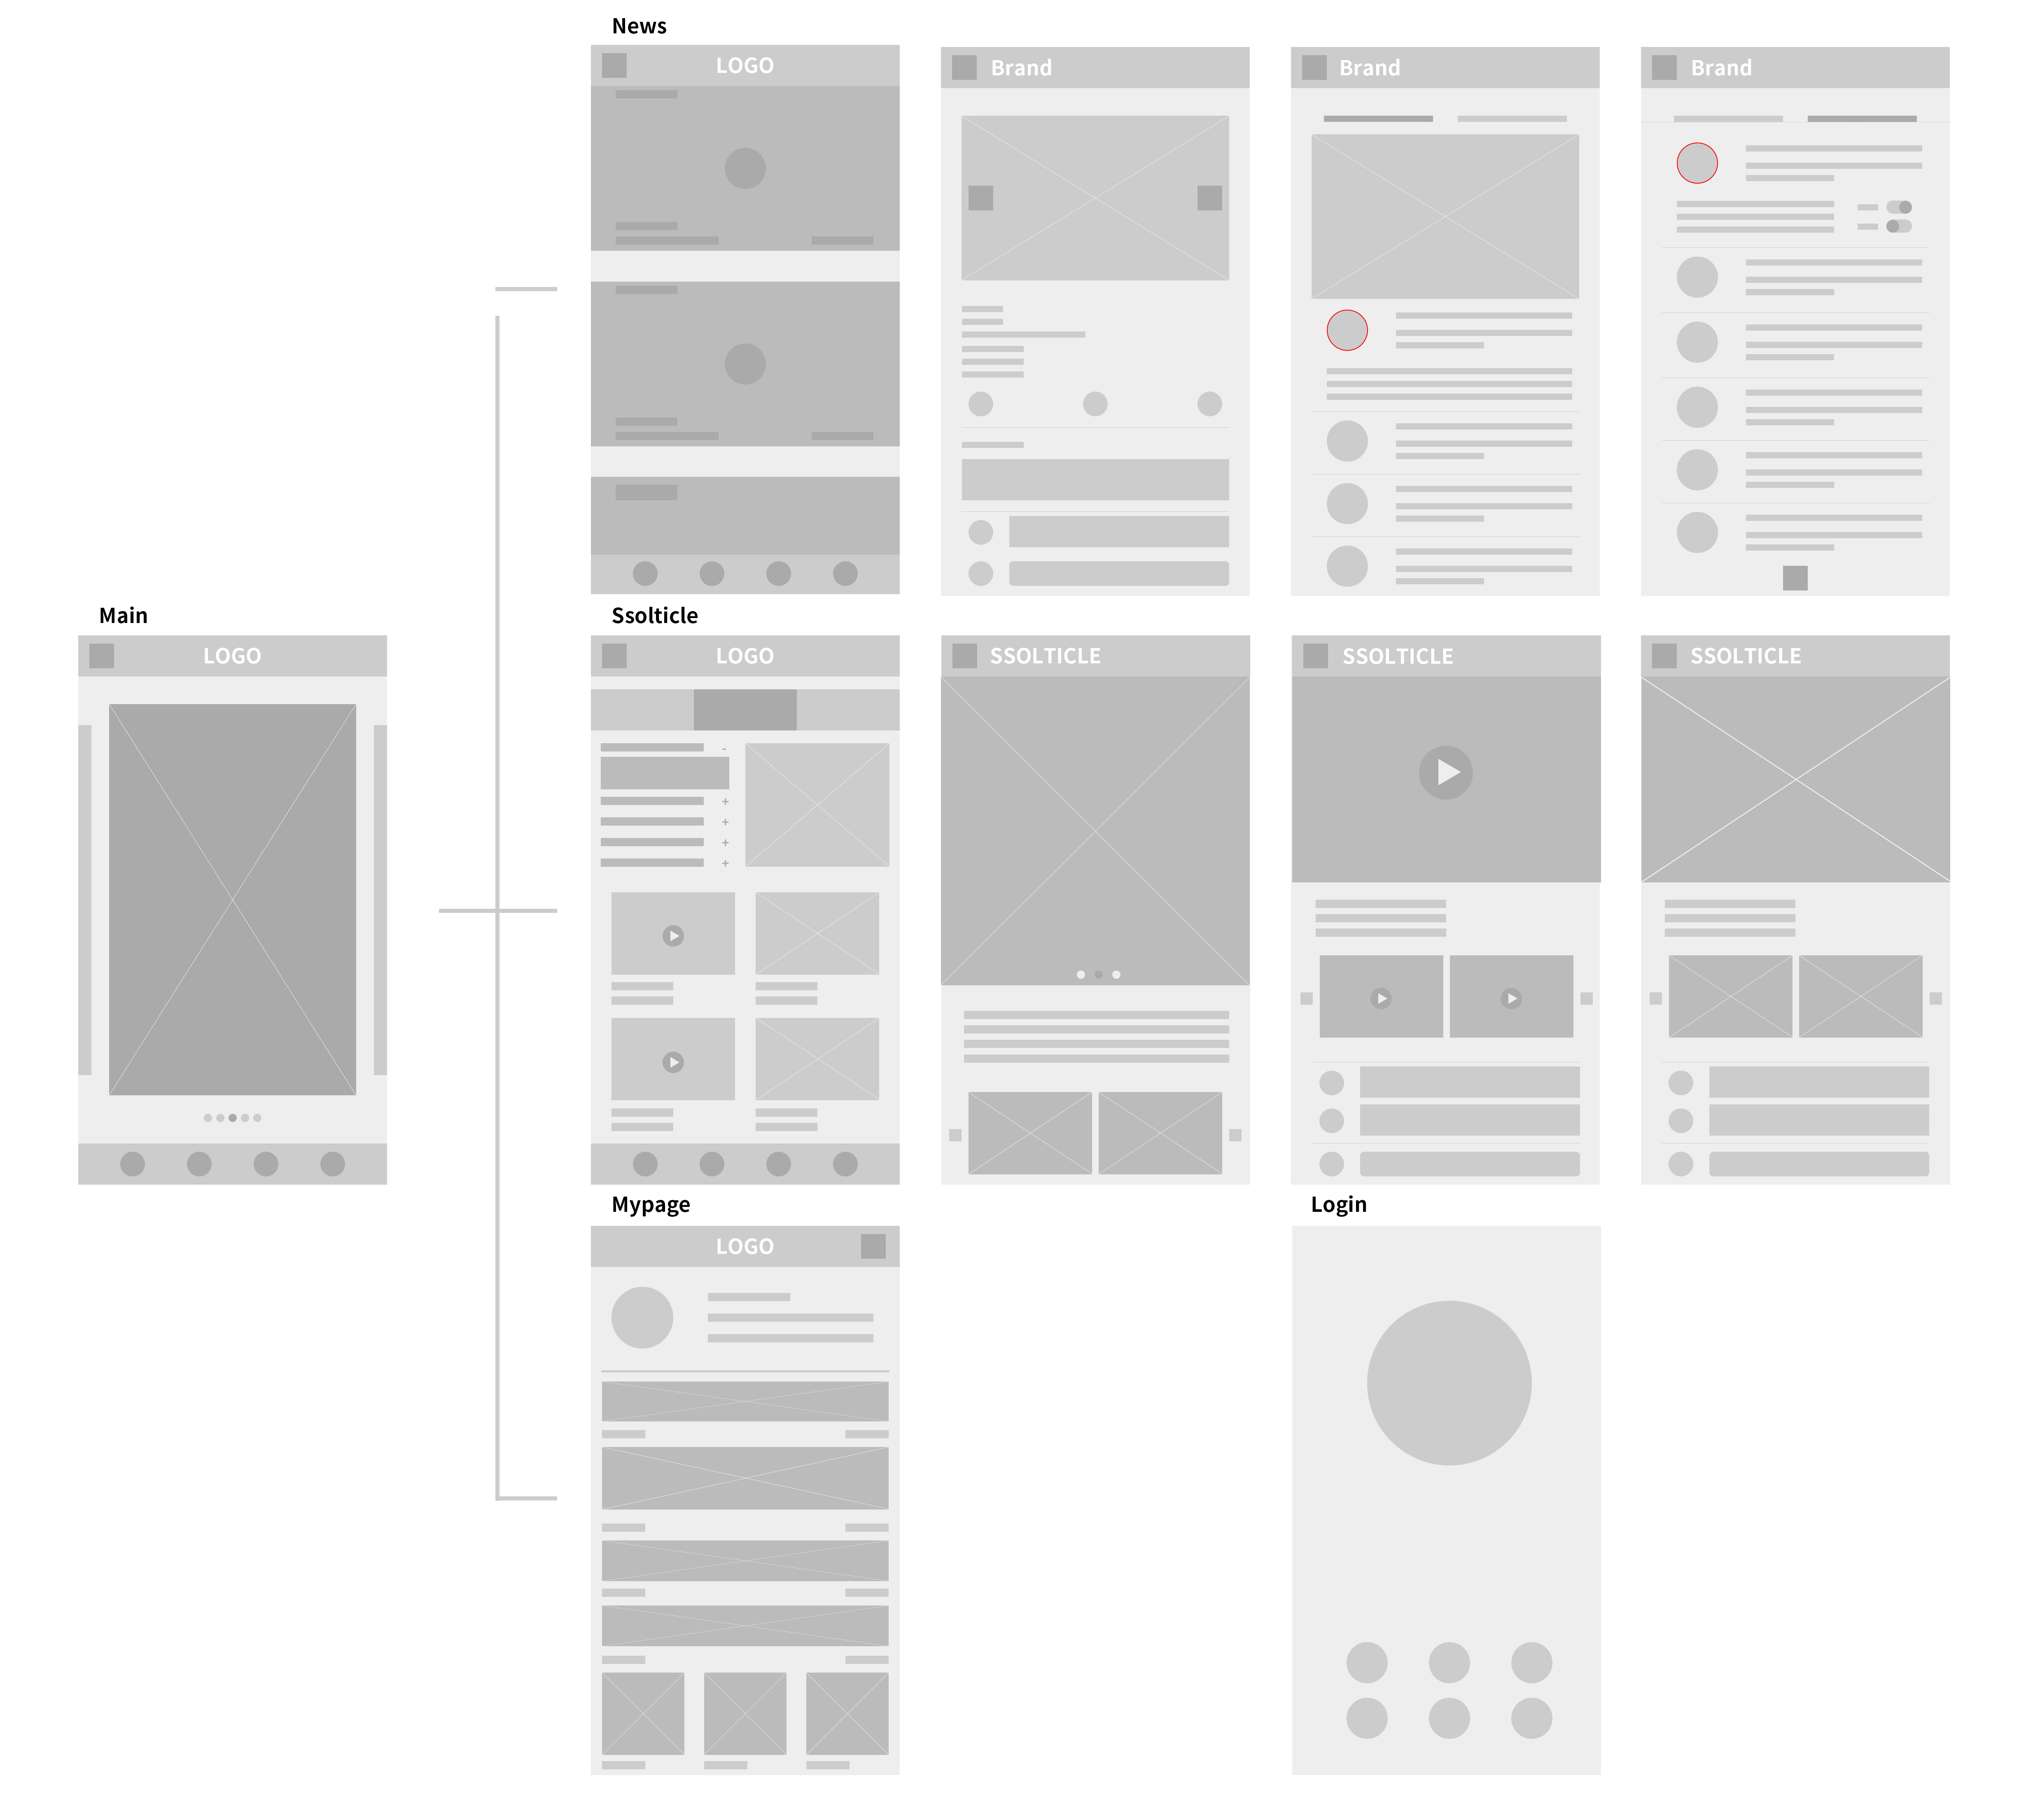 News
LOGO
Brand
Brand
Brand
Main
LOGO
Ssolticle
LOGO
-
+
+
+
+
SSOLTICLE
SSOLTICLE
SSOLTICLE
Mypage
LOGO
Login